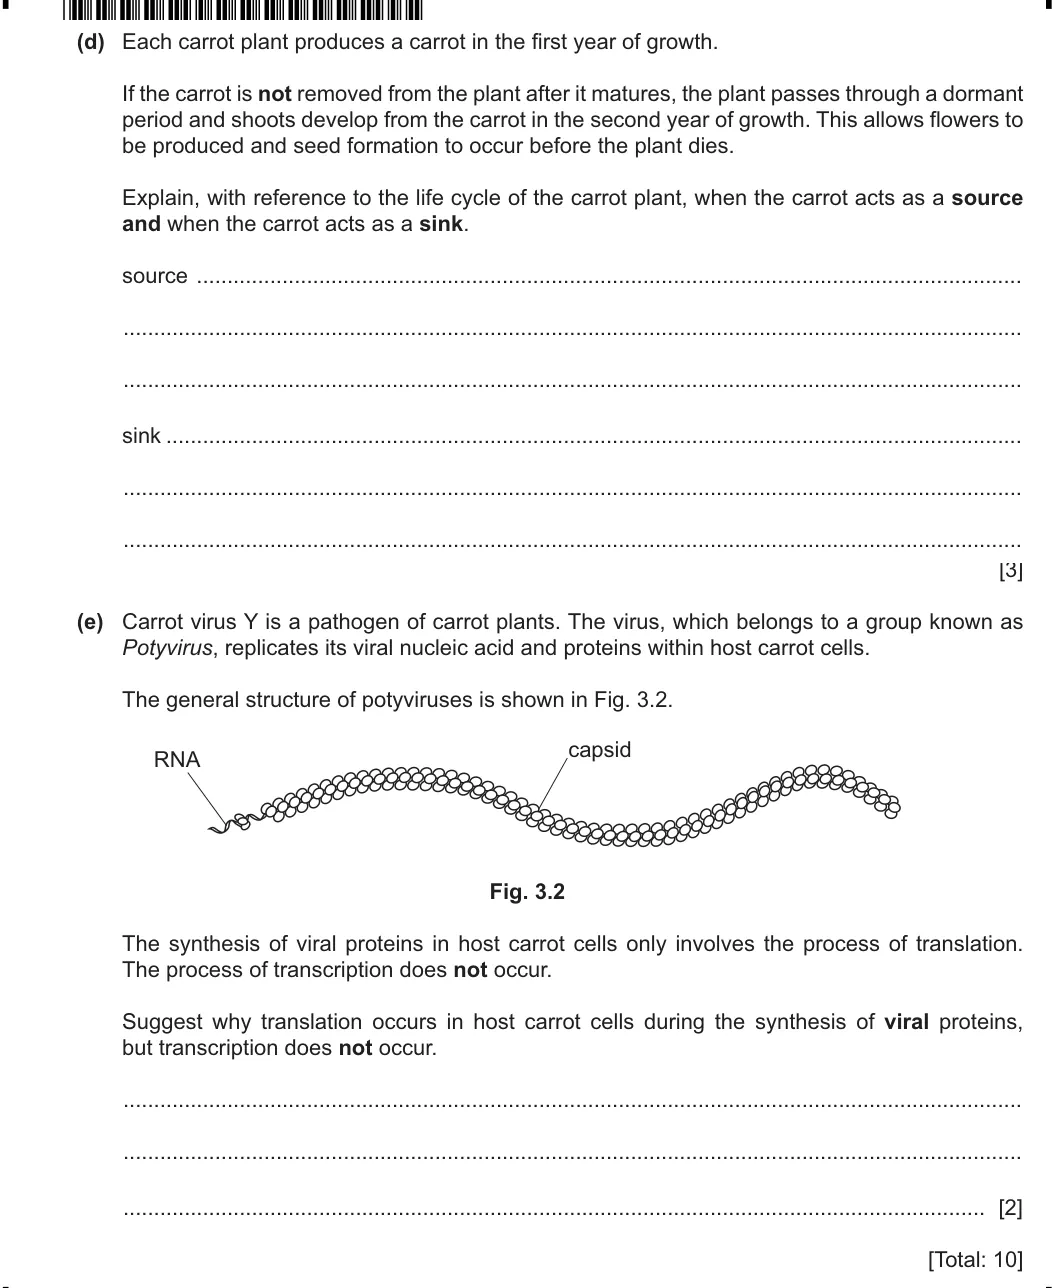 (d) Each carrot plant produces a carrot in the first year of growth.
If the carrot is not removed from the plant after it matures, the plant passes through a dormant
period and shoots develop from the carrot in the second year of growth. This allows flowers to
be produced and seed formation to occur before the plant dies.
Explain, with reference to the life cycle of the carrot plant, when the carrot acts as a source
and when the carrot acts as a sink.
source ..........................................................................................................................................
....................................................................................................................................................
....................................................................................................................................................
sink ..............................................................................................................................................
....................................................................................................................................................
....................................................................................................................................................
[3]
(e) Carrot virus Y is a pathogen of carrot plants. The virus, which belongs to a group known as
Potyvirus, replicates its viral nucleic acid and proteins within host carrot cells.
The general structure of potyviruses is shown in Fig. 3.2.
capsid
RNA
Fig. 3.2
The synthesis of viral proteins in host carrot cells only involves the process of translation.
The process of transcription does not occur.
Suggest why translation occurs in host carrot cells during the synthesis of viral proteins,
but transcription does not occur.
....................................................................................................................................................
....................................................................................................................................................
.............................................................................................................................................. [2]
[Total: 10]